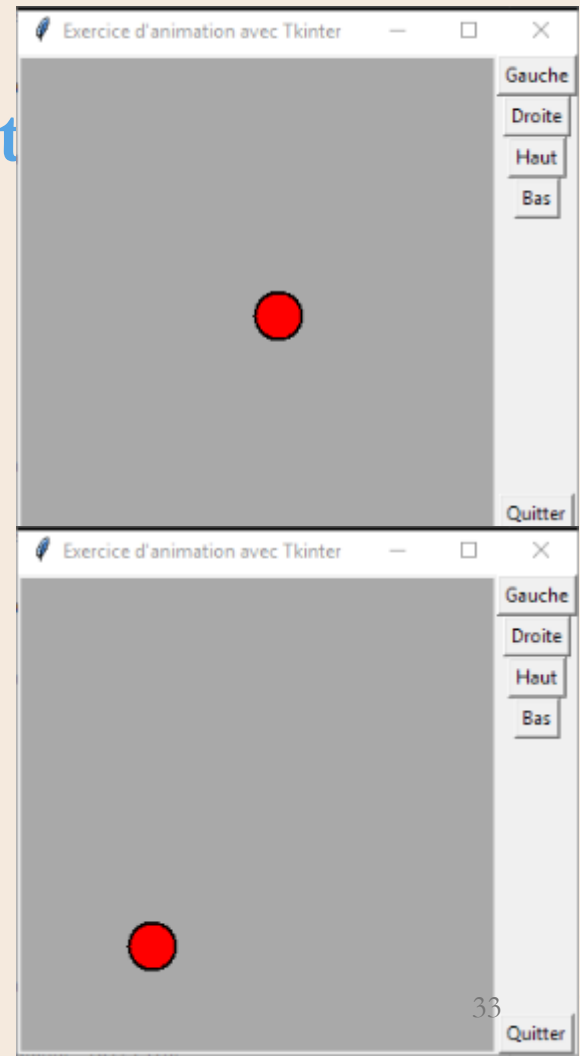 t
Exercice d'animation avec Tkinter
Gauche
Droite
Haut
Bas
Quitter
Exercice d'animation avec Tkinter
Gauche
Droite
Haut
Bas
33
Quitter